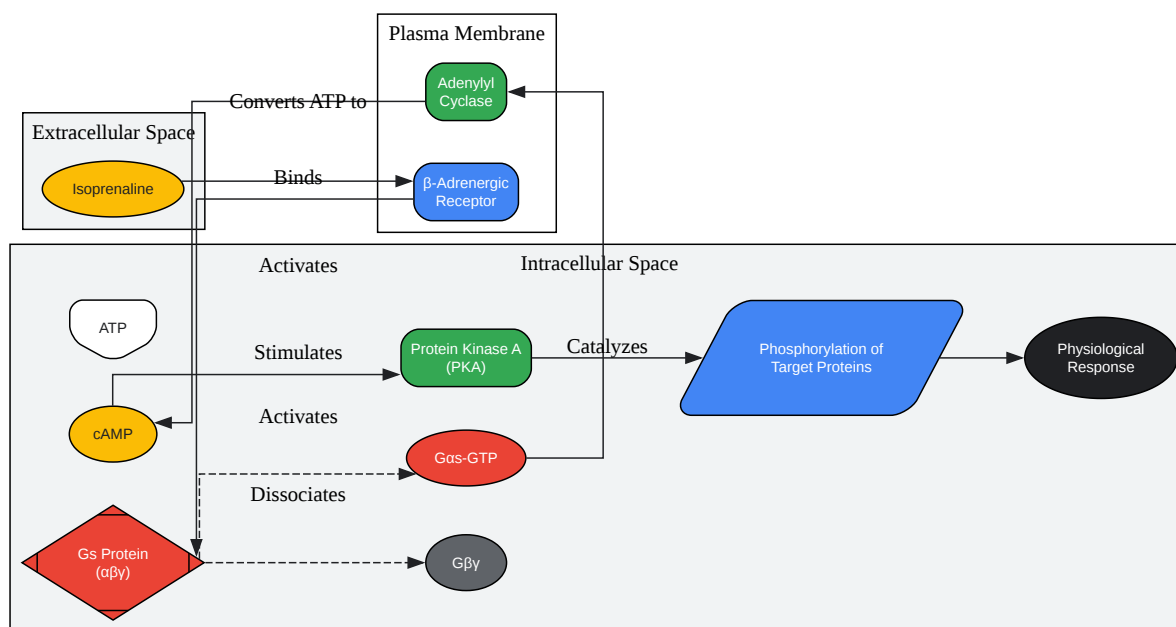 Plasma Membrane
Adenylyl
Cyclase
Converts ATP to
Extracellular Space
Isoprenaline
Binds
β-Adrenergic
Receptor
Activates
Intracellular Space
ATP
Stimulates
Protein Kinase A
(PKA)
Catalyzes
Phosphorylation of
Target Proteins
Physiological
Response
Activates
cAMP
Gαs-GTP
Dissociates
Gs Protein
(αβγ)
Gβγ